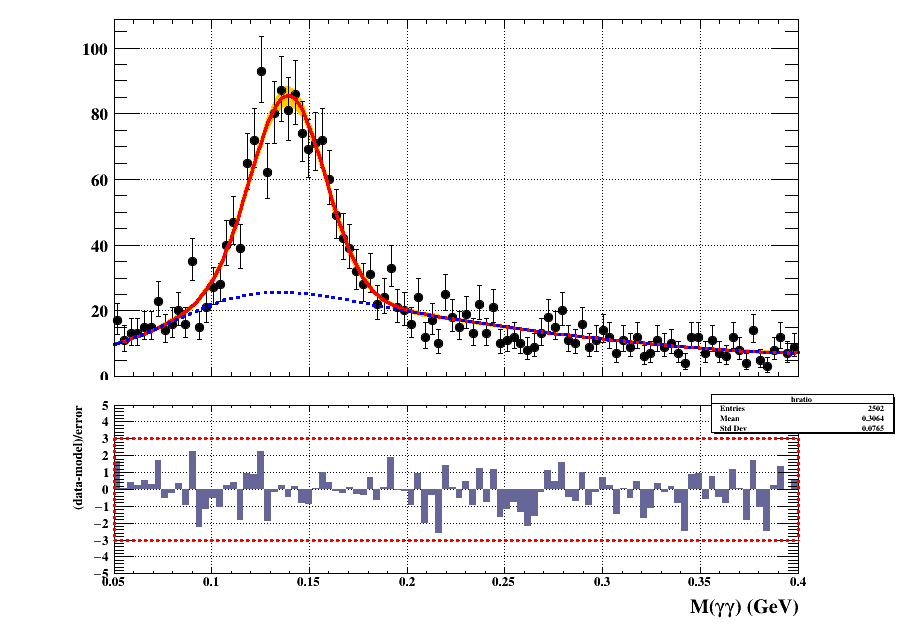 100
80
60
40
20
0
(data-model)/error
5
4
3
2
1
0
−1
−2
−3
−4
−5
hratio
Entries 2502
Mean 0.3064
Std Dev 0.0765
0.05 0.1 0.15 0.2 0.25 0.3 0.35 0.4
M(γγ) (GeV)